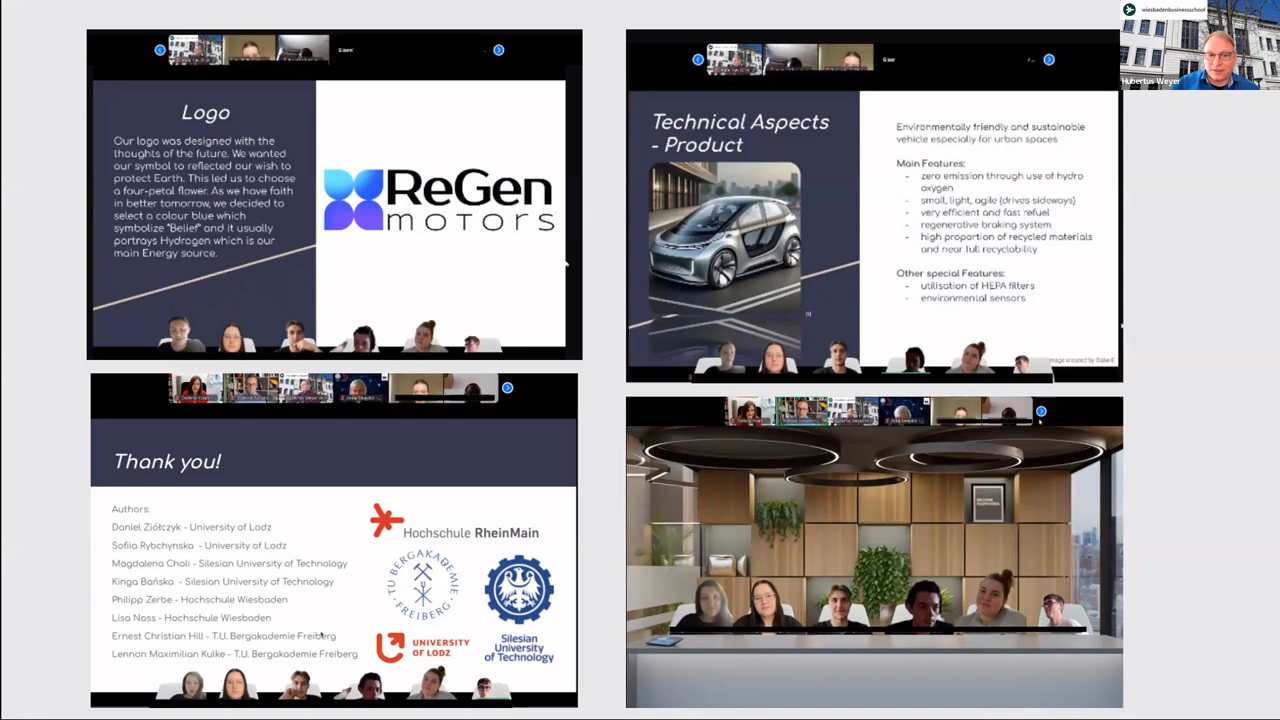 wiesbadenbusinessschool
Hubertus Weyer
Logo
Our logo was designed with the
thoughts of the future. We wanted
our symbol to reflected our wish to
protect Earth. This led us to choose
a four-petal flower. As we have faith
in better tomorrow, we decided to
select a colour blue which
symbolize "Belief" and it usually
portrays Hydrogen which is our
main Energy source.
ReGen
MOTORS
Technical Aspects
- Product
Environmentally friendly and sustainable
vehicle especially for urban spaces
Main Features:
- zero emission through use of hydro
oxygen
- small, light, agile (drives sideways)
- very efficient and fast refuel
- regenerative braking system
- high proportion of recycled materials
and near full recyclability
Other special Features:
- utilisation of HEPA filters
- environmental sensors
image created by Dalle E
Thank you!
Authors:
Daniel Ziółczyk - University of Lodz
Sofiia Rybchynska - University of Lodz
Magdalena Choli - Silesian University of Technology
Kinga Bańska - Silesian University of Technology
Philipp Zerbe - Hochschule Wiesbaden
Lisa Nass - Hochschule Wiesbaden
Ernest Christian Hill - T.U. Bergakademie Freiberg
Lennon Maximilian Kulke - T.U. Bergakademie Freiberg
Hochschule RheinMain
TU BERGAKADEMIE
FREIBERG
UNIVERSITY
OF LODZ
Silesian
University
of Technology